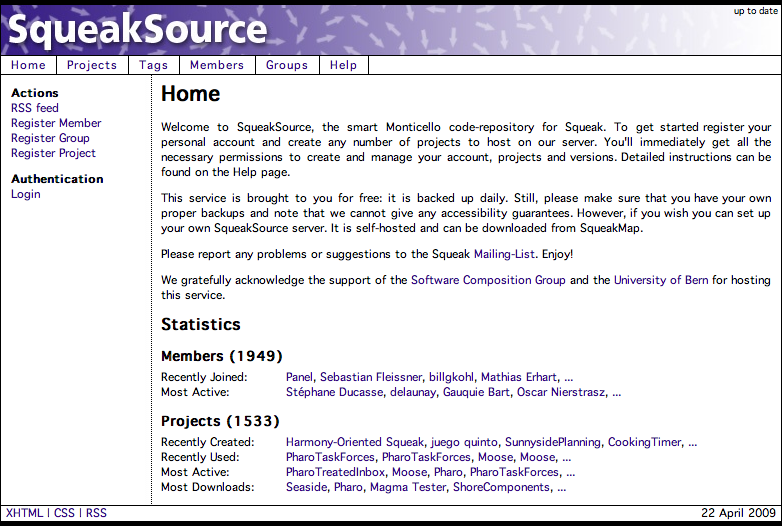 up to date
SqueakSource
Home Projects Tags Members Groups Help
Actions
RSS feed
Register Member
Register Group
Register Project
Authentication
Login
Home
Welcome to SqueakSource, the smart Monticello code-repository for Squeak. To get started register your
personal account and create any number of projects to host on our server. You'll immediately get all the
necessary permissions to create and manage your account, projects and versions. Detailed instructions can be
found on the Help page.
This service is brought to you for free: it is backed up daily. Still, please make sure that you have your own
proper backups and note that we cannot give any accessibility guarantees. However, if you wish you can set up
your own SqueakSource server. It is self-hosted and can be downloaded from SqueakMap.
Please report any problems or suggestions to the Squeak Mailing-List. Enjoy!
We gratefully acknowledge the support of the Software Composition Group and the University of Bern for hosting
this service.
Statistics
Members (1949)
Recently Joined: Panel, Sebastian Fleissner, billgkohl, Mathias Erhart, ...
Most Active: Stéphane Ducasse, delaunay, Gauquie Bart, Oscar Nierstrasz, ...
Projects (1533)
Recently Created: Harmony-Oriented Squeak, juego quinto, SunnysidePlanning, CookingTimer, ...
Recently Used: PharoTaskForces, PharoTaskForces, Moose, Moose, ...
Most Active: PharoTreatedInbox, Moose, Pharo, PharoTaskForces, ...
Most Downloads: Seaside, Pharo, Magma Tester, ShoreComponents, ...
XHTML | CSS | RSS 22 April 2009